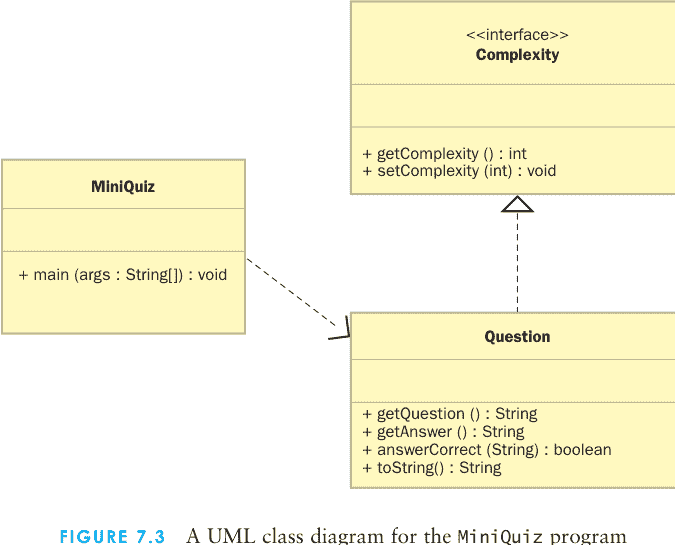 <<interface>>
Complexity
+ getComplexity () : int
+ setComplexity (int) : void
MiniQuiz
+ main (args : String[]) : void
Question
+ getQuestion () : String
+ getAnswer () : String
+ answerCorrect (String) : boolean
+ toString() : String
FIGURE 7.3 A UML class diagram for the MiniQuiz program